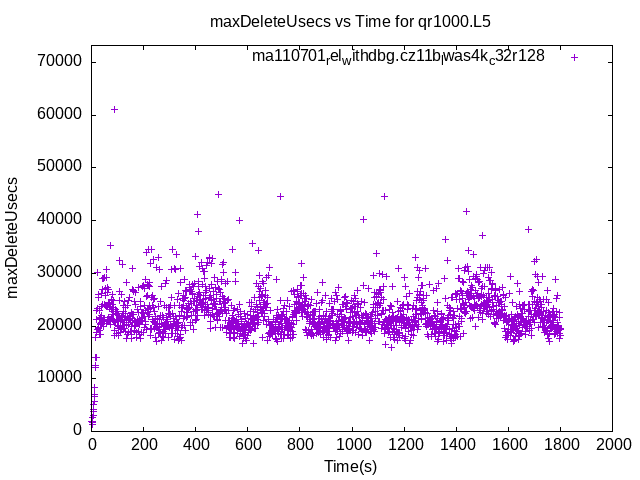 maxDeleteUsecs vs Time for qr1000.L5
ma110701_rel_withdbg.cz11b_bwas4k_c32r128
70000
60000
50000
40000
30000
20000
10000
0
maxDeleteUsecs
0 200 400 600 800 1000 1200 1400 1600 1800 2000
Time(s)